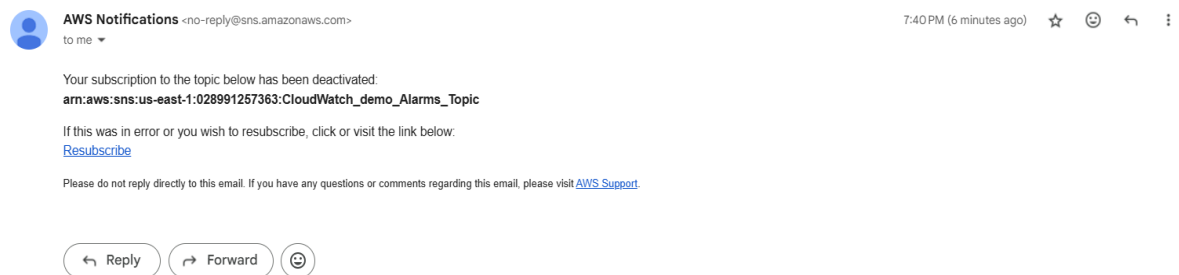 AWS Notifications <no-reply@sns.amazonaws.com> 7:40 PM (6 minutes ago)
to me
Your subscription to the topic below has been deactivated:
arn:aws:sns:us-east-1:028991257363:CloudWatch_demo_Alarms_Topic
If this was in error or you wish to resubscribe, click or visit the link below:
Resubscribe
Please do not reply directly to this email. If you have any questions or comments regarding this email, please visit AWS Support.
Reply Forward